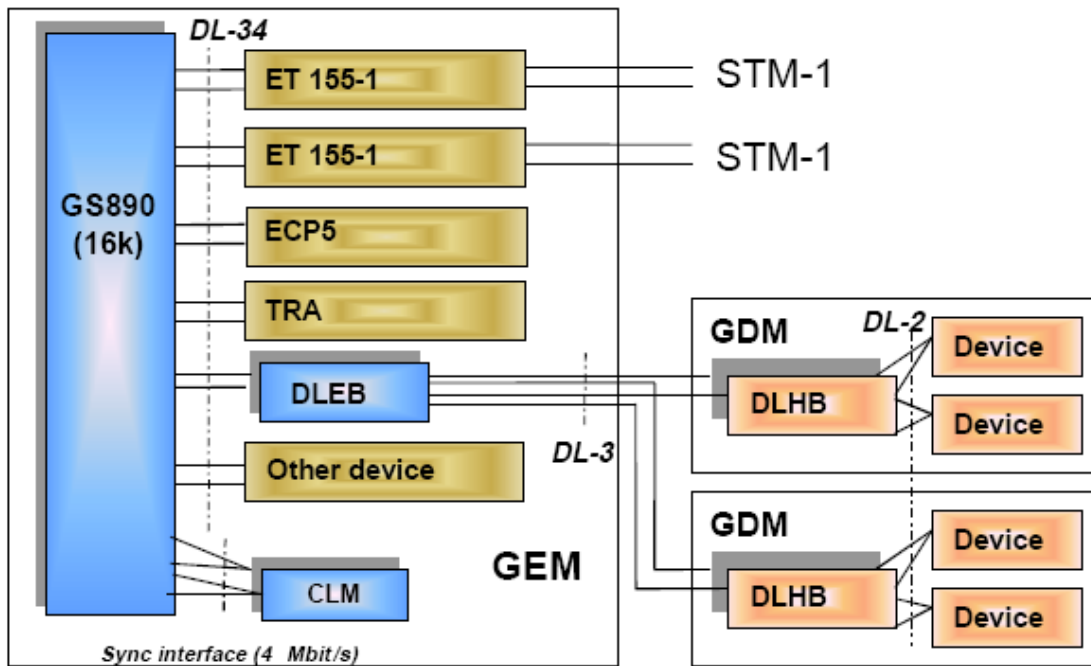 DL-34
ET 155-1
STM-1
ET 155-1
STM-1
GS890
(16k)
ECP5
TRA
DLEB
DL-3
Other device
GEM
CLM
Sync interface (4 Mbit/s)
GDM
DL-2
Device
DLHB
Device
GDM
Device
DLHB
Device